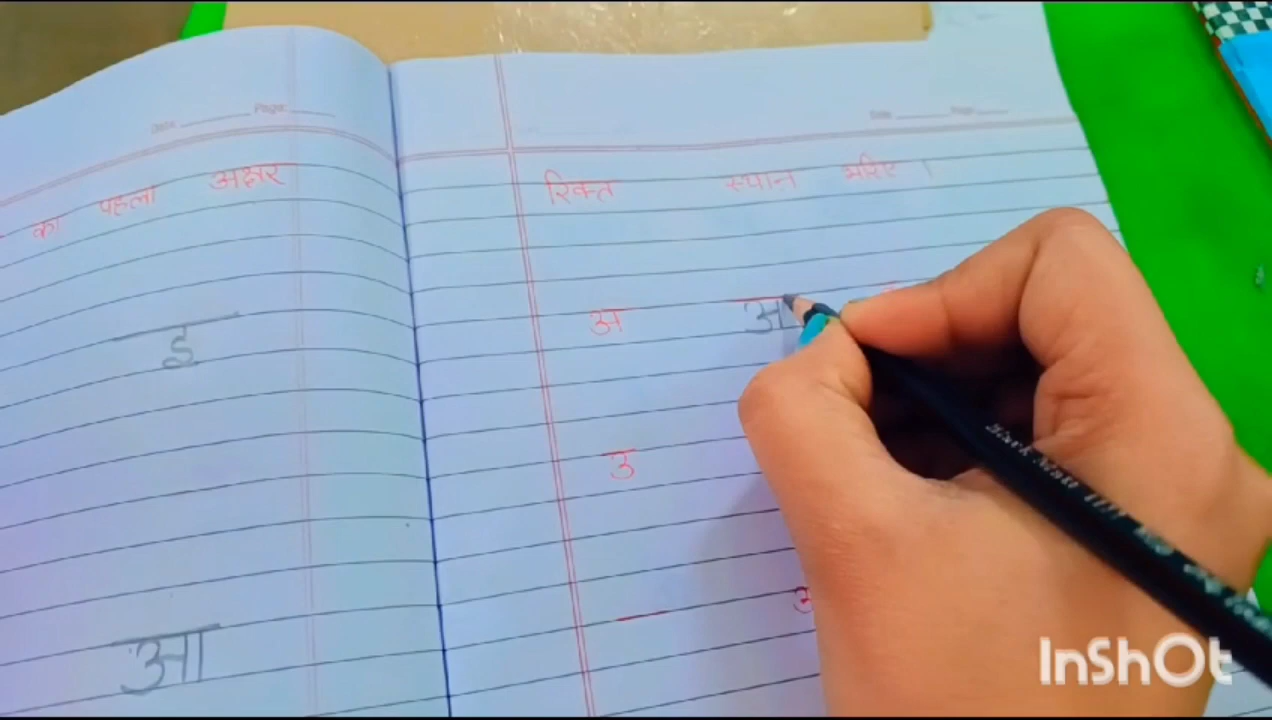 Date Page
का पहला अक्षर
इ
आ
Date Page
रिक्त स्थान भरिए ।
अ आ
उ
InShOt